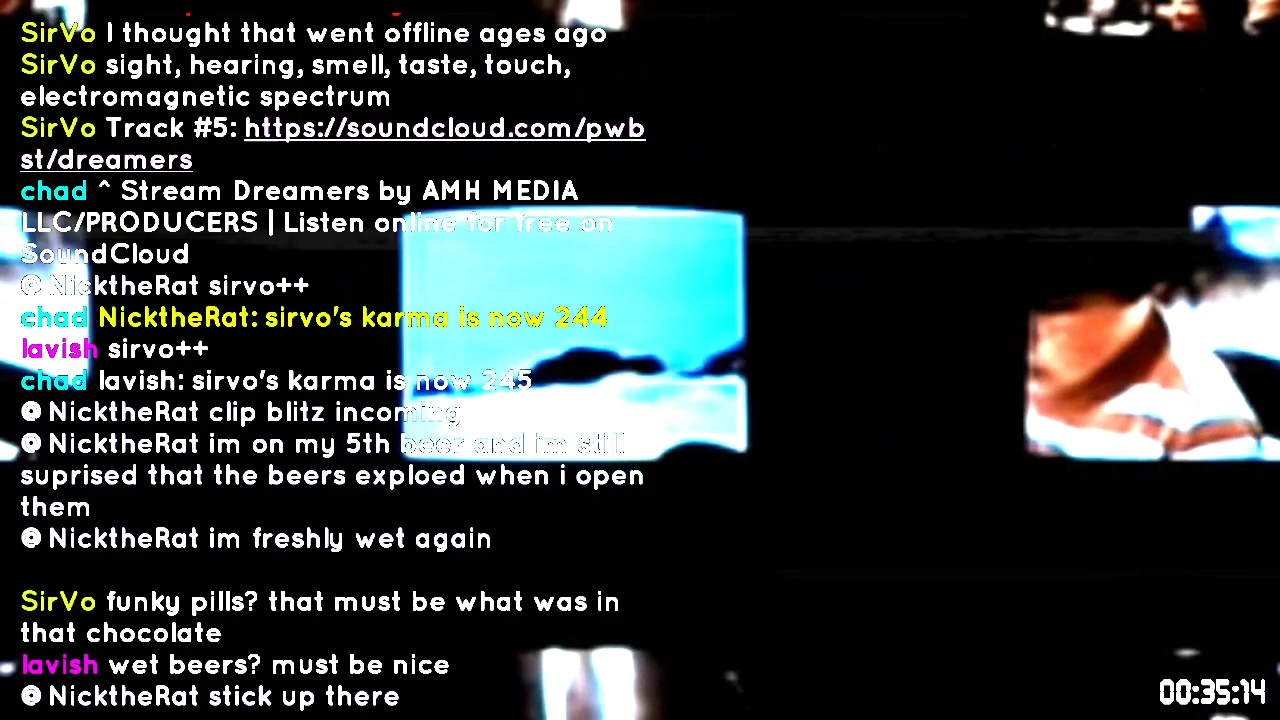 SirVo I thought that went offline ages ago
SirVo sight, hearing, smell, taste, touch,
electromagnetic spectrum
SirVo Track #5: https://soundcloud.com/pwb
st/dreamers
chad ^ Stream Dreamers by AMH MEDIA
LLC/PRODUCERS | Listen online for free on
SoundCloud
@NicktheRat sirvo++
chad NicktheRat: sirvo's karma is now 244
lavish sirvo++
chad lavish: sirvo's karma is now 245
@NicktheRat clip blitz incoming
@NicktheRat im on my 5th beer and im still
suprised that the beers exploed when i open
them
@NicktheRat im freshly wet again
SirVo funky pills? that must be what was in
that chocolate
lavish wet beers? must be nice
@NicktheRat stick up there
00:35:14